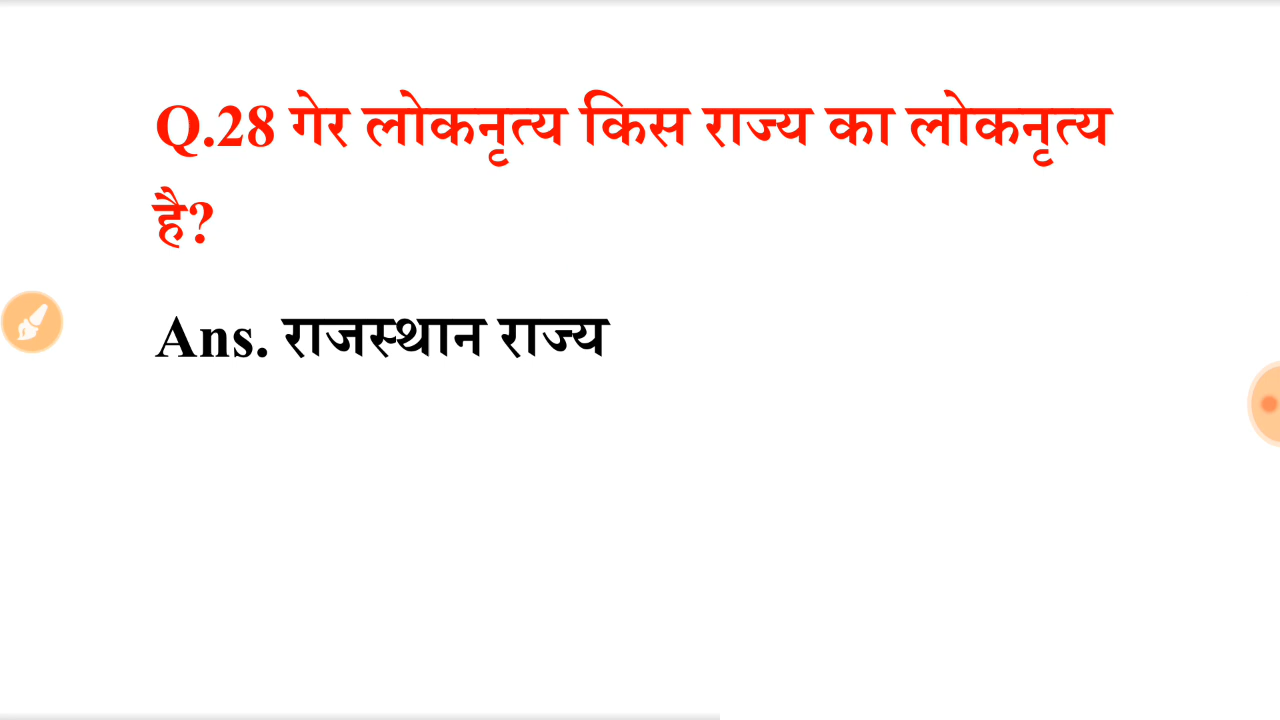 Q.28 गेर लोकनृत्य किस राज्य का लोकनृत्य
है?
Ans. राजस्थान राज्य